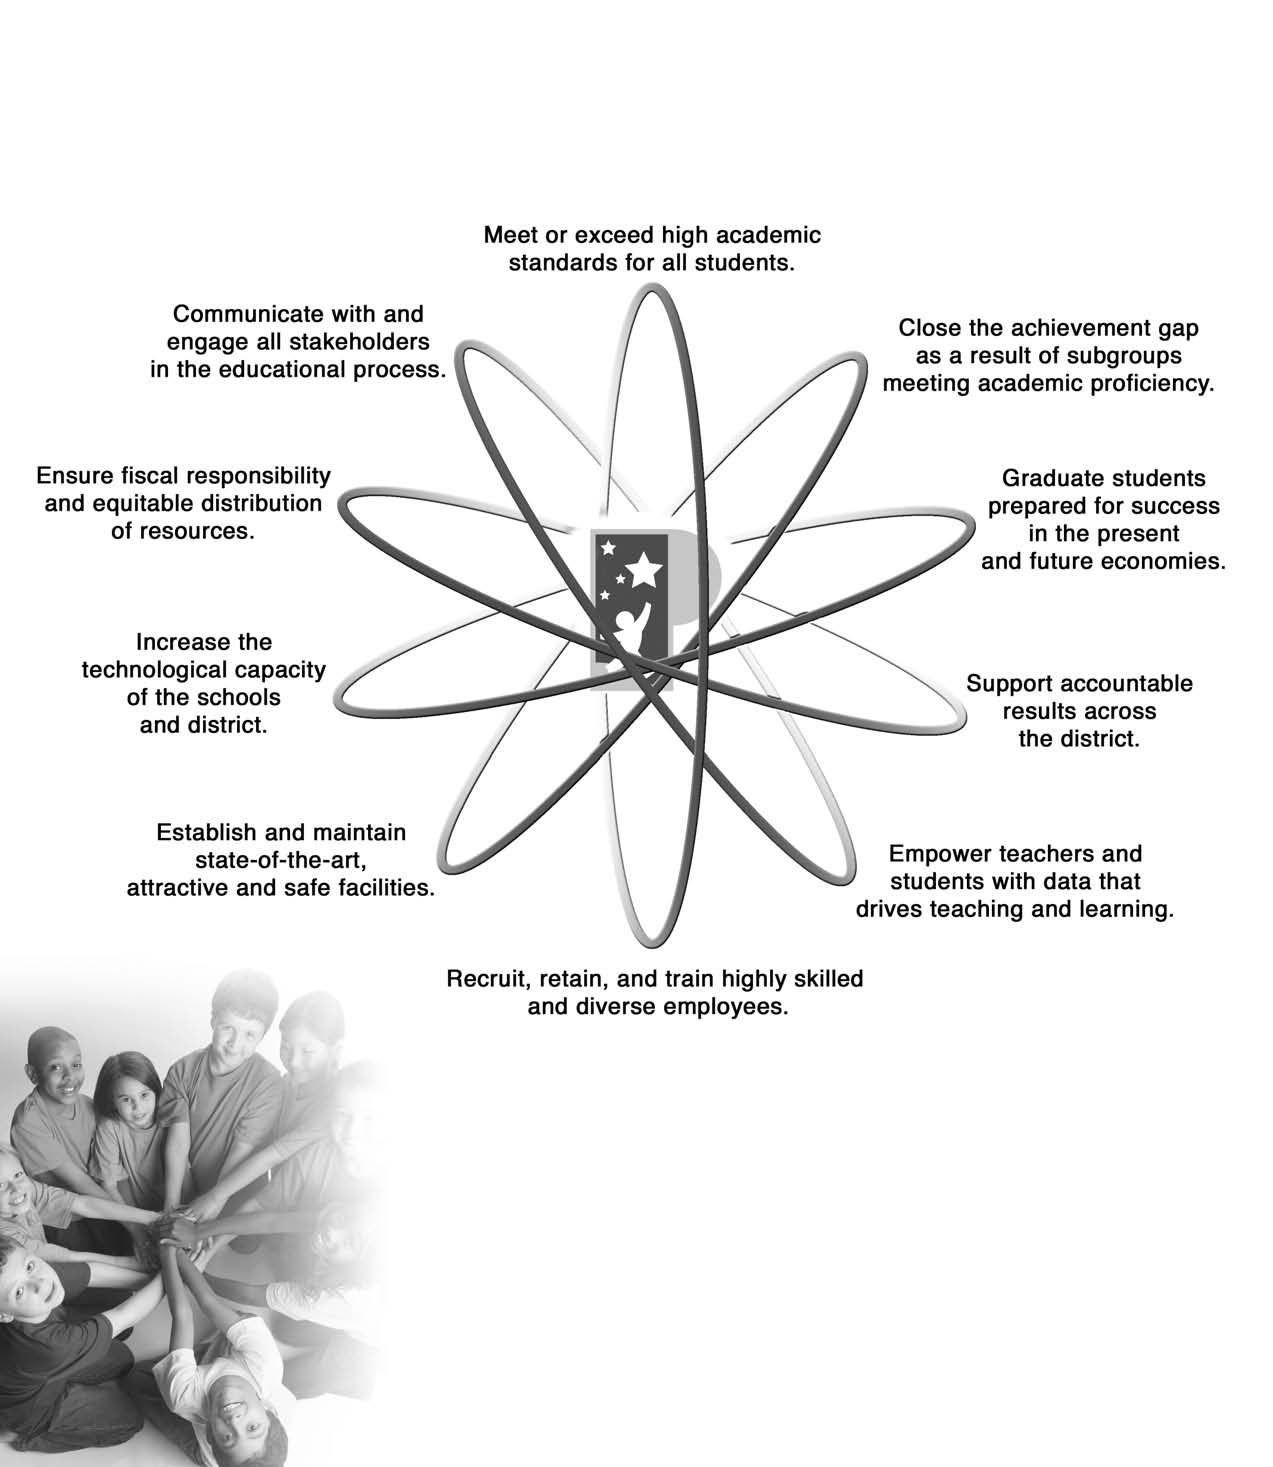 Meet or exceed high academic
standards for all students.
Communicate with and
engage all stakeholders
in the educational process.
Close the achievement gap
as a result of subgroups
meeting academic proficiency.
Ensure fiscal responsibility
and equitable distribution
of resources.
Graduate students
prepared for success
in the present
and future economies.
Increase the
technological capacity
of the schools
and district.
Support accountable
results across
the district.
Establish and maintain
state-of-the-art,
attractive and safe facilities.
Empower teachers and
students with data that
drives teaching and learning.
Recruit, retain, and train highly skilled
and diverse employees.
P